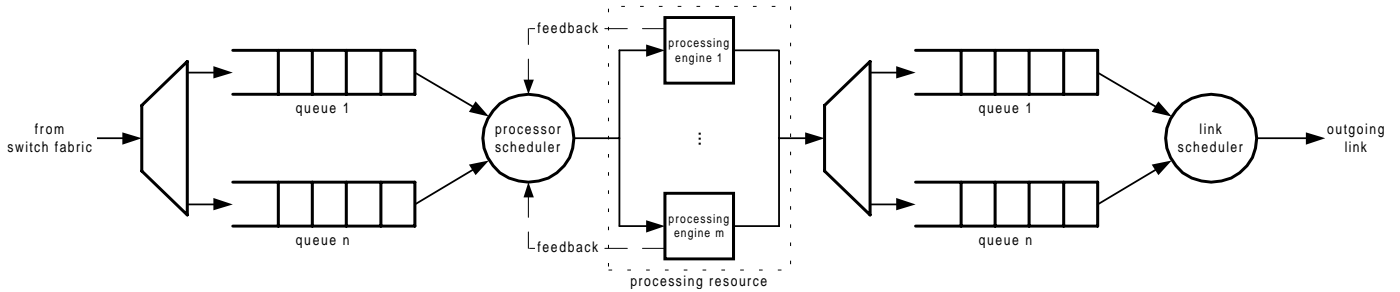 from
switch fabric
queue 1
queue n
processor
scheduler
feedback
feedback
processing
engine 1
⋮
processing
engine m
processing resource
queue 1
queue n
link
scheduler
outgoing
link